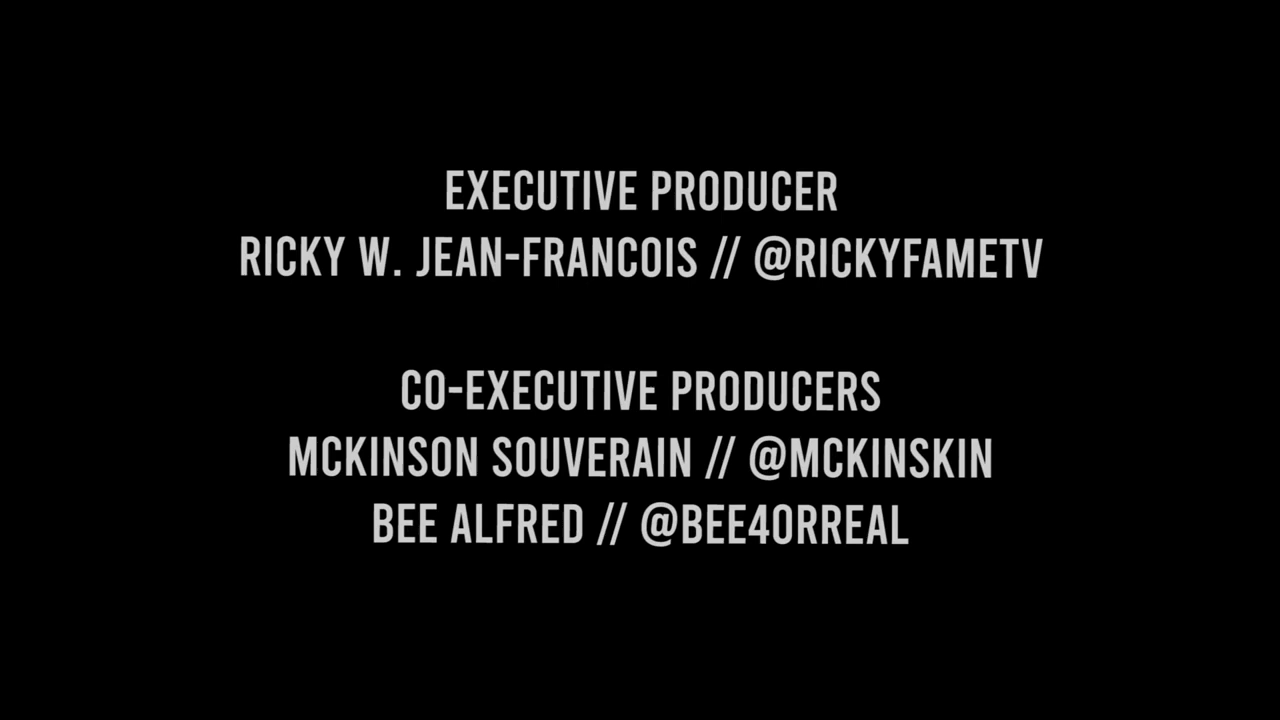 EXECUTIVE PRODUCER
RICKY W. JEAN-FRANCOIS // @RICKYFAMETV
CO-EXECUTIVE PRODUCERS
MCKINSON SOUVERAIN // @MCKINSKIN
BEE ALFRED // @BEE4ORREAL